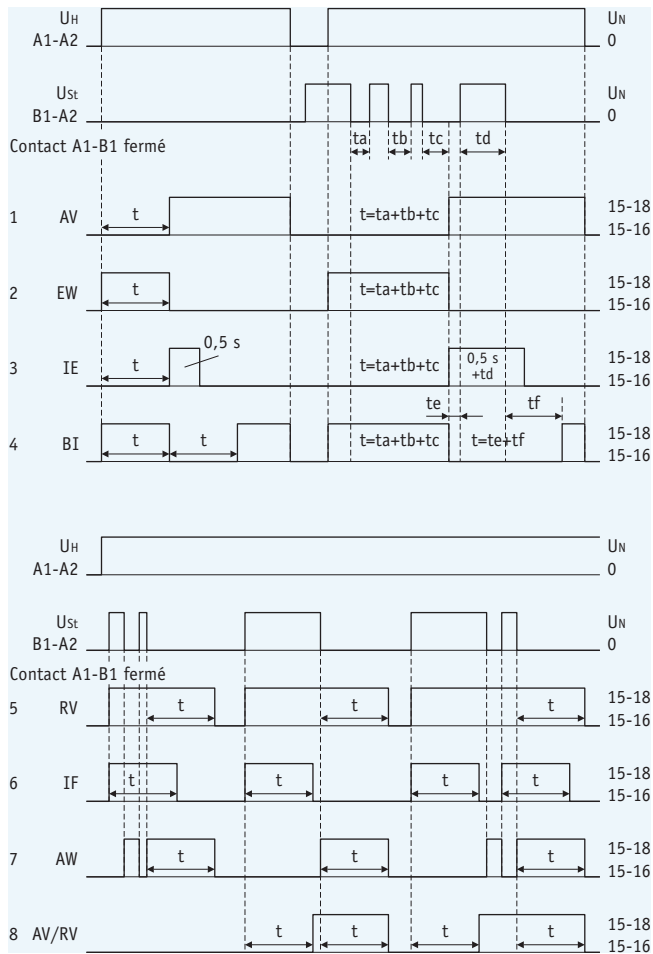 UH UN
A1-A2 0
USt UN
B1-A2 0
ta tb tc td
Contact A1-B1 fermé
1 AV t t=ta+tb+tc 15-18
15-16
2 EW t t=ta+tb+tc 15-18
15-16
3 IE t 0,5 s t=ta+tb+tc 0,5 s +td 15-18
15-16
te tf
4 BI t t t=ta+tb+tc t=te+tf 15-18
15-16
UH UN
A1-A2 0
USt UN
B1-A2 0
Contact A1-B1 fermé
5 RV t t t 15-18
15-16
6 IF t t t t 15-18
15-16
7 AW t t t 15-18
15-16
8 AV/RV t t t t 15-18
15-16